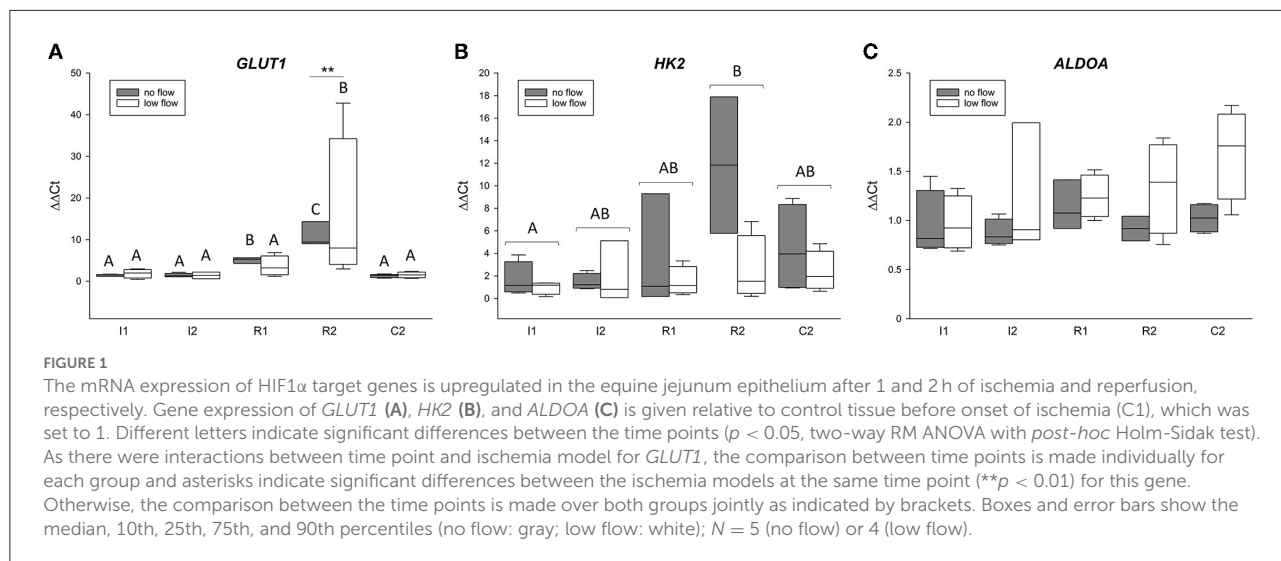 A
GLUT1
ΔΔCt
50
40
30
20
10
0
no flow
low flow
**
A A
A A
B A
C B
A A
I1 I2 R1 R2 C2
B
HK2
ΔΔCt
20
18
16
14
12
10
8
6
4
2
0
no flow
low flow
A
AB
AB
B
AB
I1 I2 R1 R2 C2
C
ALDOA
ΔΔCt
2.5
2.0
1.5
1.0
0.5
0
no flow
low flow
I1 I2 R1 R2 C2
FIGURE 1
The mRNA expression of HIF1α target genes is upregulated in the equine jejunum epithelium after 1 and 2 h of ischemia and reperfusion,
respectively. Gene expression of GLUT1 (A), HK2 (B), and ALDOA (C) is given relative to control tissue before onset of ischemia (C1), which was
set to 1. Different letters indicate significant differences between the time points (p < 0.05, two-way RM ANOVA with post-hoc Holm-Sidak test).
As there were interactions between time point and ischemia model for GLUT1, the comparison between time points is made individually for
each group and asterisks indicate significant differences between the ischemia models at the same time point (**p < 0.01) for this gene.
Otherwise, the comparison between the time points is made over both groups jointly as indicated by brackets. Boxes and error bars show the
median, 10th, 25th, 75th, and 90th percentiles (no flow: gray; low flow: white); N = 5 (no flow) or 4 (low flow).